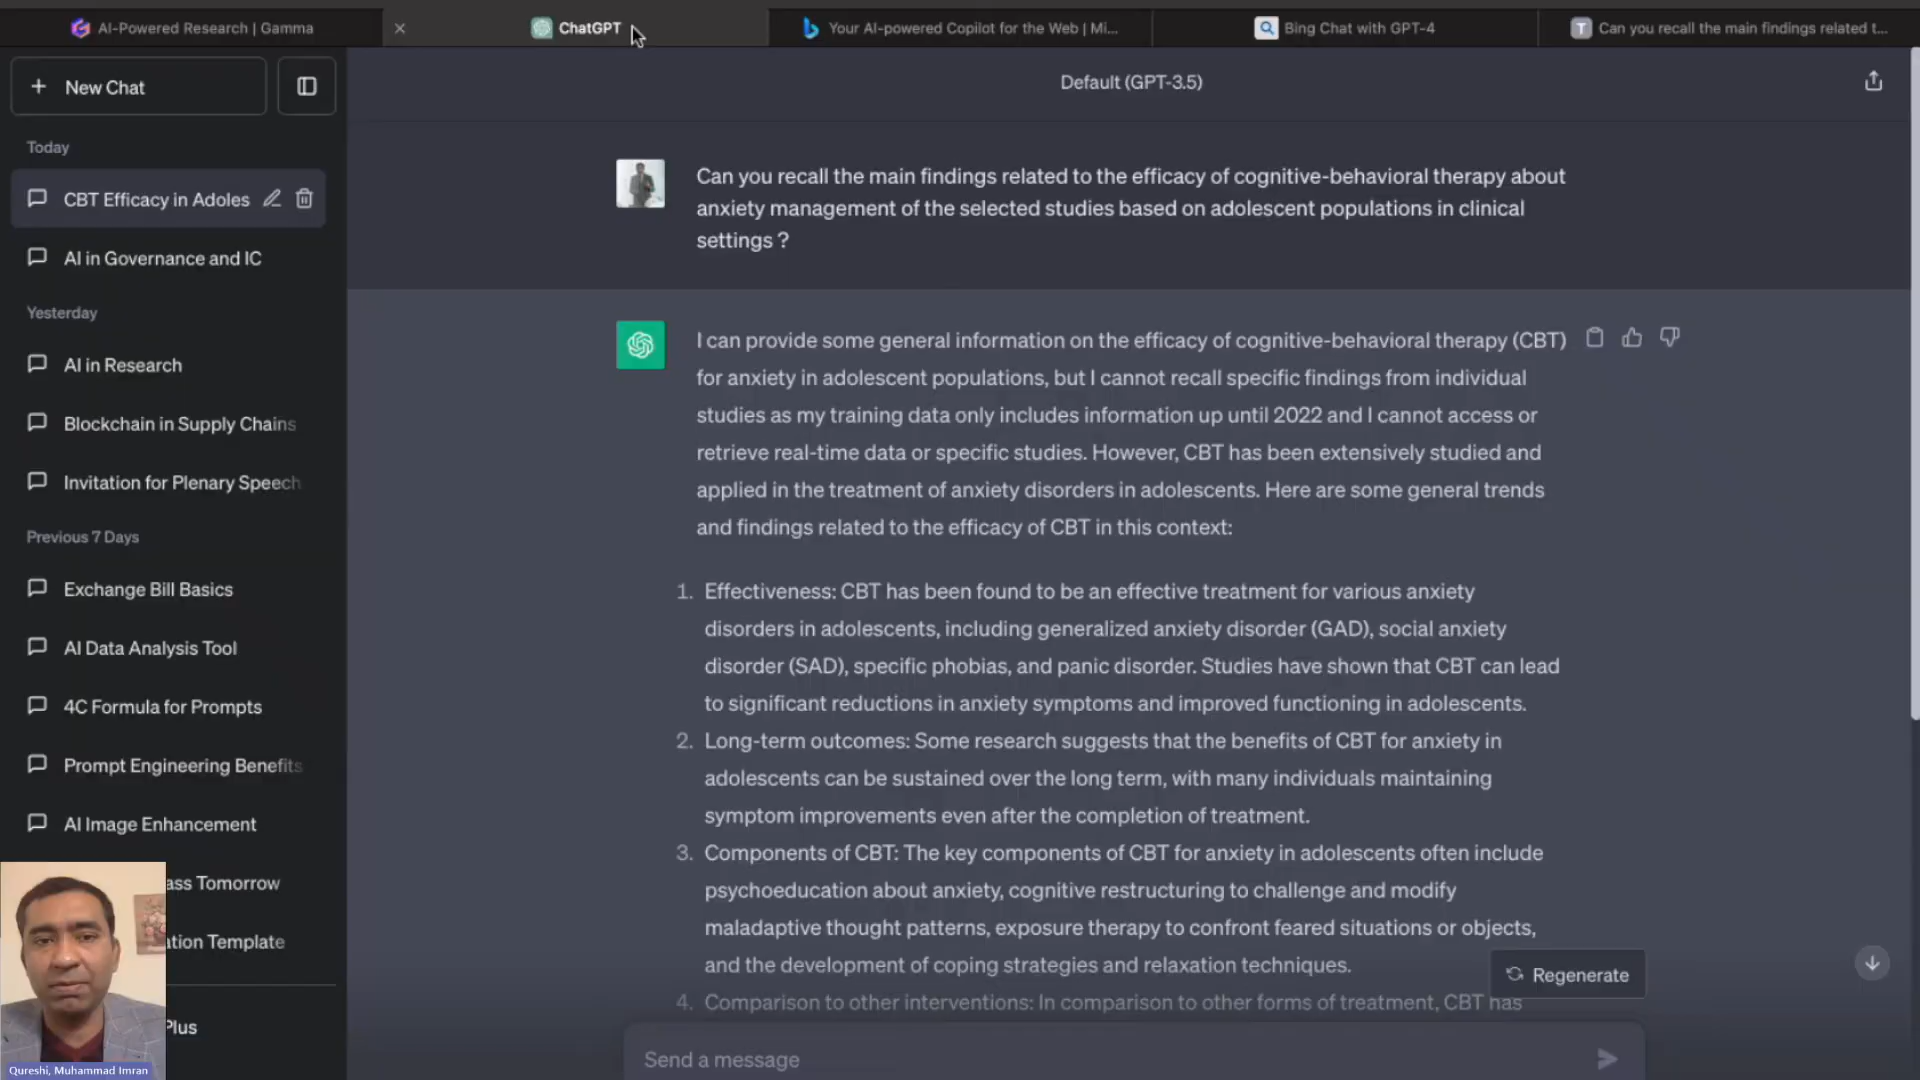 AI-Powered Research | Gamma
ChatGPT
Your AI-powered Copilot for the Web | Mi...
Bing Chat with GPT-4
T
Can you recall the main findings related t...
+ New Chat
Default (GPT-3.5)
Today
CBT Efficacy in Adoles
AI in Governance and IC
Yesterday
AI in Research
Blockchain in Supply Chains
Invitation for Plenary Speech
Previous 7 Days
Exchange Bill Basics
AI Data Analysis Tool
4C Formula for Prompts
Prompt Engineering Benefits
AI Image Enhancement
ass Tomorrow
ation Template
Plus
Qureshi, Muhammad Imran
Can you recall the main findings related to the efficacy of cognitive-behavioral therapy about
anxiety management of the selected studies based on adolescent populations in clinical
settings ?
I can provide some general information on the efficacy of cognitive-behavioral therapy (CBT)
for anxiety in adolescent populations, but I cannot recall specific findings from individual
studies as my training data only includes information up until 2022 and I cannot access or
retrieve real-time data or specific studies. However, CBT has been extensively studied and
applied in the treatment of anxiety disorders in adolescents. Here are some general trends
and findings related to the efficacy of CBT in this context:
1. Effectiveness: CBT has been found to be an effective treatment for various anxiety
disorders in adolescents, including generalized anxiety disorder (GAD), social anxiety
disorder (SAD), specific phobias, and panic disorder. Studies have shown that CBT can lead
to significant reductions in anxiety symptoms and improved functioning in adolescents.
2. Long-term outcomes: Some research suggests that the benefits of CBT for anxiety in
adolescents can be sustained over the long term, with many individuals maintaining
symptom improvements even after the completion of treatment.
3. Components of CBT: The key components of CBT for anxiety in adolescents often include
psychoeducation about anxiety, cognitive restructuring to challenge and modify
maladaptive thought patterns, exposure therapy to confront feared situations or objects,
and the development of coping strategies and relaxation techniques.
4. Comparison to other interventions: In comparison to other forms of treatment, CBT has
Regenerate
Send a message